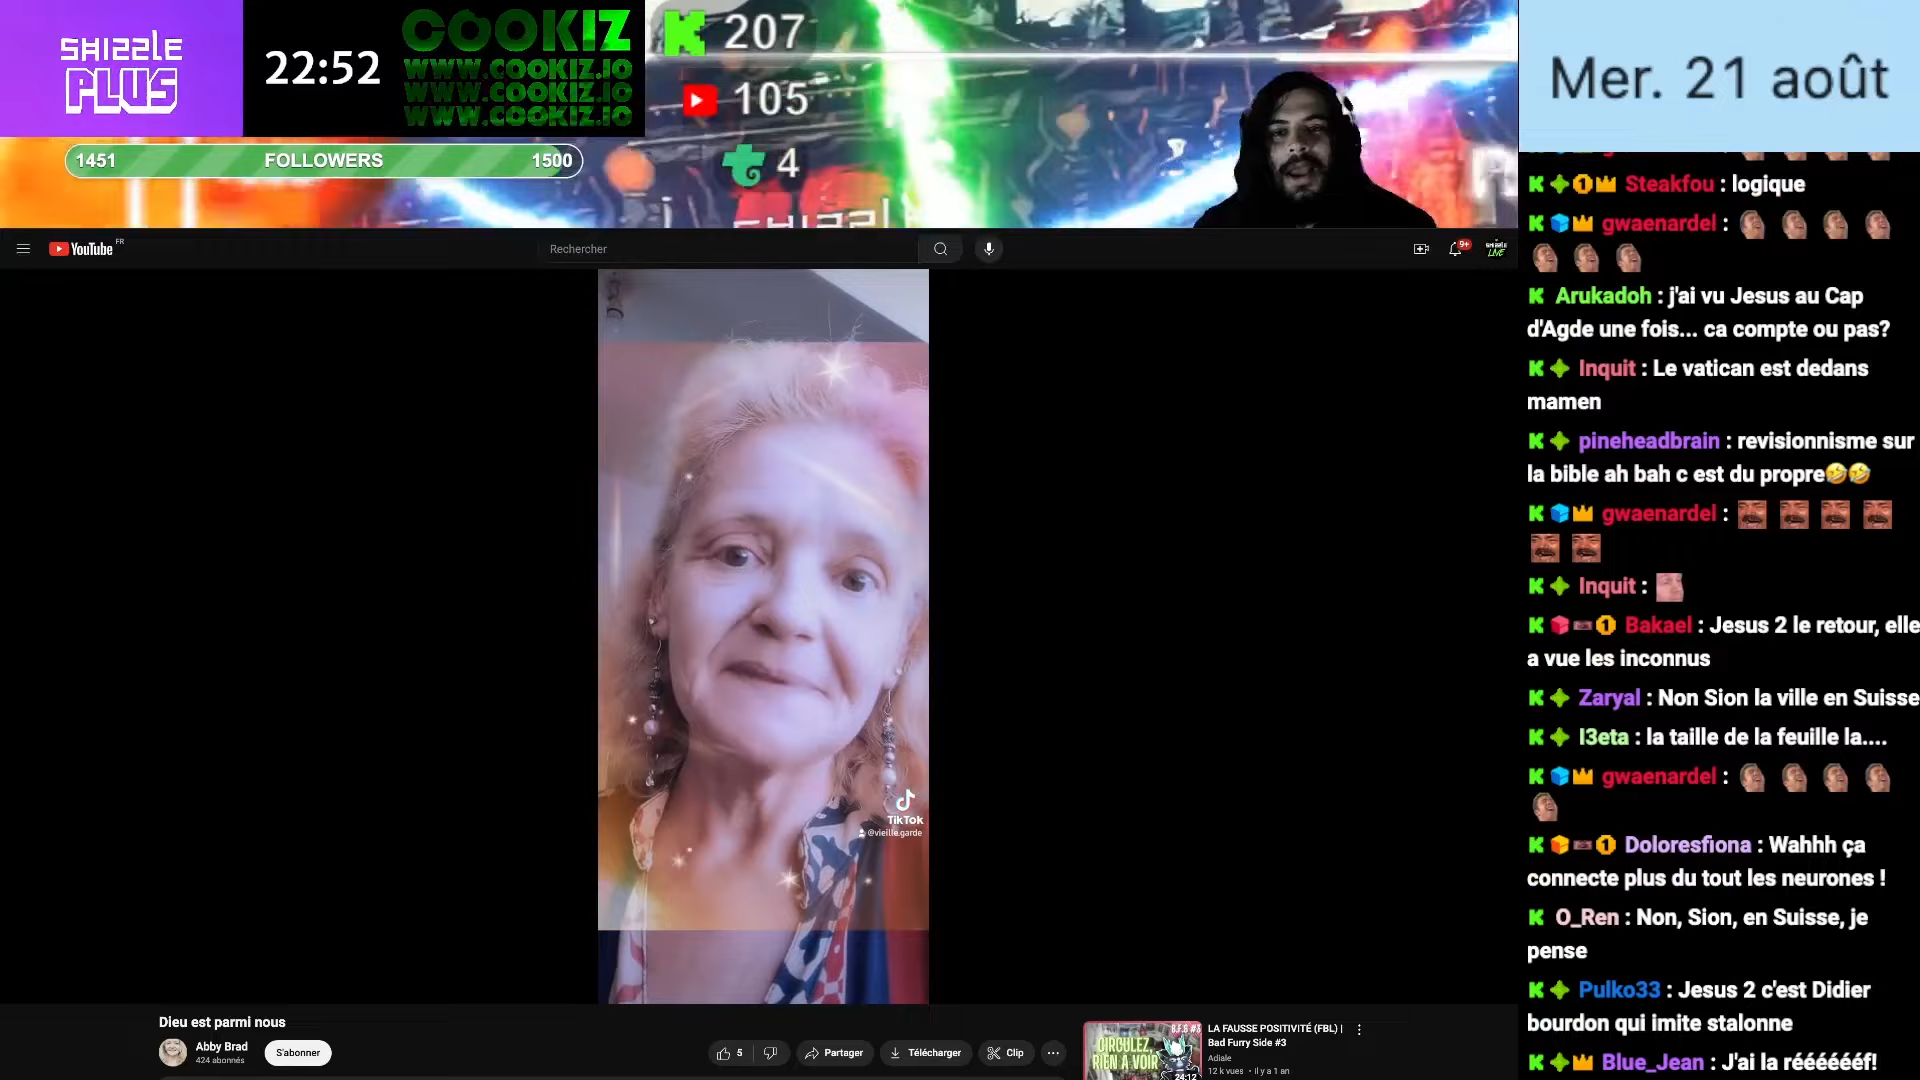 SHIZZLE
PLUS
22:52
COOKIZ
WWW.COOKIZ.IO
WWW.COOKIZ.IO
WWW.COOKIZ.IO
1451 FOLLOWERS 1500
207
105
4
Mer. 21 août
YouTube FR
Rechercher
9+
SHIZZLE
LIVE
TikTok
@vieille.garde
Dieu est parmi nous
Abby Brad
424 abonnés
S'abonner
5
Partager
Télécharger
Clip
B.F.S #3
CIRCULEZ,
RIEN A VOIR
24:12
LA FAUSSE POSITIVITÉ (FBL) |
Bad Furry Side #3
Adiale
12 k vues • il y a 1 an
Steakfou : logique
gwaenardel :
Arukadoh : j'ai vu Jesus au Cap
d'Agde une fois... ca compte ou pas?
Inquit : Le vatican est dedans
mamen
pineheadbrain : revisionnisme sur
la bible ah bah c est du propre🤣🤣
gwaenardel :
Inquit :
Bakael : Jesus 2 le retour, elle
a vue les inconnus
Zaryal : Non Sion la ville en Suisse
l3eta : la taille de la feuille la....
gwaenardel :
Doloresfiona : Wahhh ça
connecte plus du tout les neurones !
O_Ren : Non, Sion, en Suisse, je
pense
Pulko33 : Jesus 2 c'est Didier
bourdon qui imite stalonne
Blue_Jean : J'ai la réééééééf!